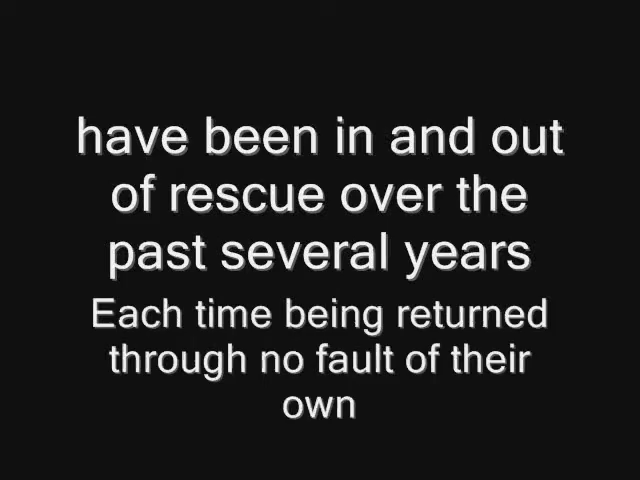 have been in and out
of rescue over the
past several years
Each time being returned
through no fault of their
own